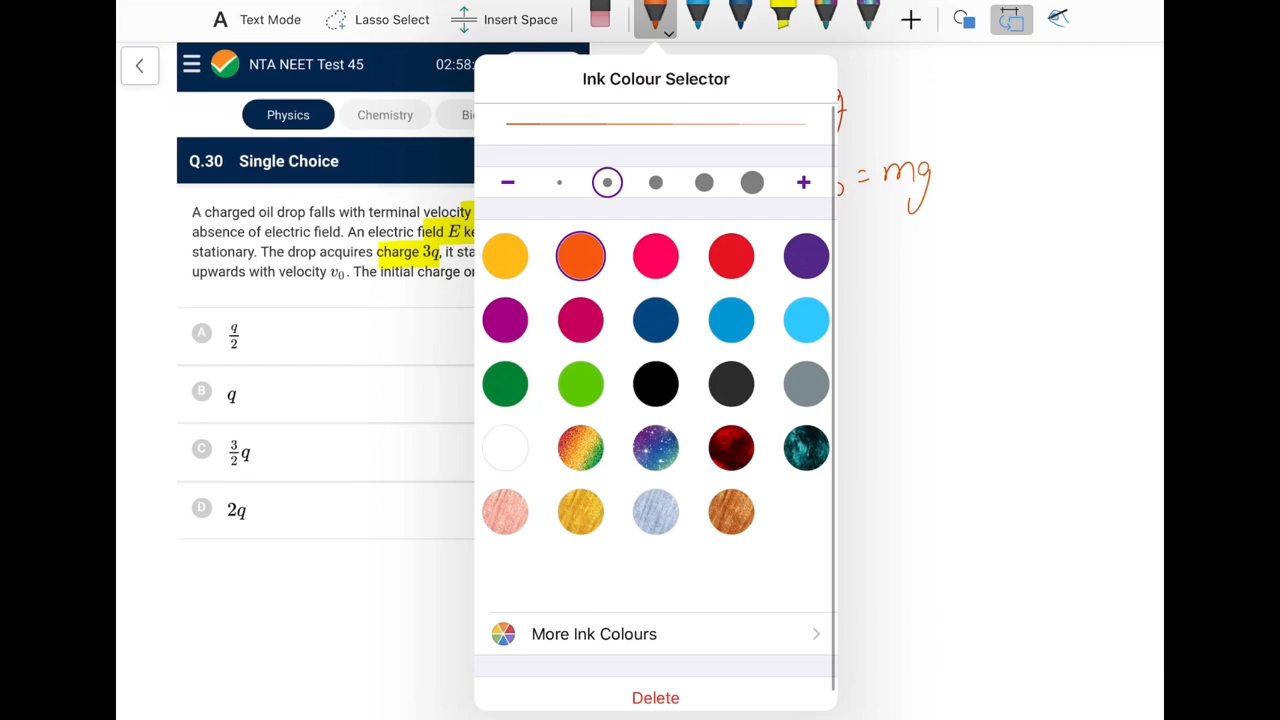 A Text Mode Lasso Select Insert Space
NTA NEET Test 45 02:58:
Ink Colour Selector
Physics Chemistry Bi
Q.30 Single Choice
= mg
A charged oil drop falls with terminal velocity
absence of electric field. An electric field E ke
stationary. The drop acquires charge 3q, it sta
upwards with velocity v₀. The initial charge or
A q/2
B q
C 3/2 q
D 2q
More Ink Colours
Delete